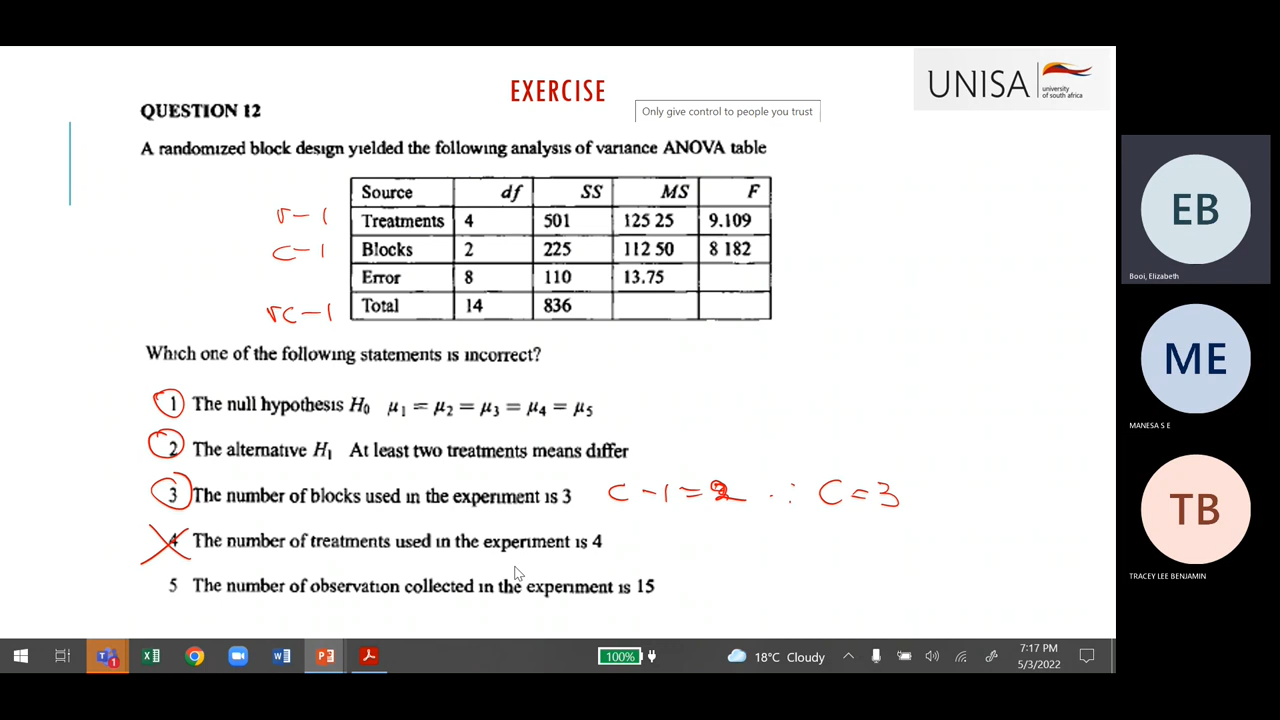 EXERCISE
UNISA
university
of south africa
Only give control to people you trust
QUESTION 12
A randomized block design yielded the following analysis of variance ANOVA table
Source df SS MS F
r-1 Treatments 4 501 125 25 9.109
c-1 Blocks 2 225 112 50 8 182
Error 8 110 13.75
rc-1 Total 14 836
Which one of the following statements is incorrect?
1 The null hypothesis H₀ μ₁ = μ₂ = μ₃ = μ₄ = μ₅
2 The alternative H₁ At least two treatments means differ
3 The number of blocks used in the experiment is 3 c-1=2 ∴ c=3
4 The number of treatments used in the experiment is 4
5 The number of observation collected in the experiment is 15
EB
Booi, Elizabeth
ME
MANESA S E
TB
TRACEY LEE BENJAMIN
1
100%
18°C Cloudy
7:17 PM
5/3/2022